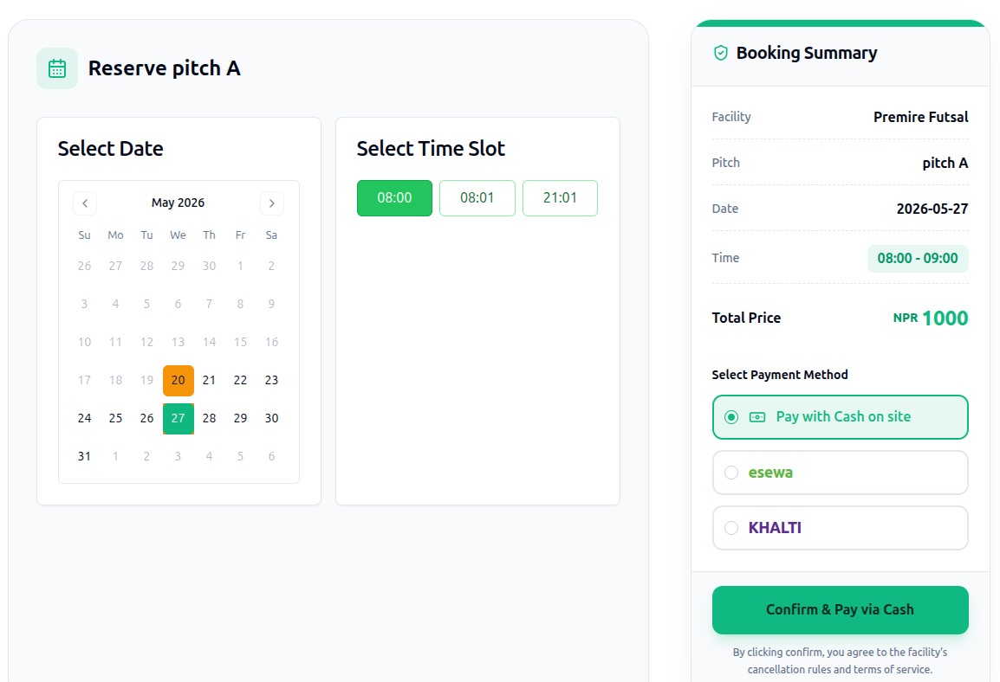 Reserve pitch A
Select Date
May 2026
Su Mo Tu We Th Fr Sa
26 27 28 29 30 1 2
3 4 5 6 7 8 9
10 11 12 13 14 15 16
17 18 19 20 21 22 23
24 25 26 27 28 29 30
31 1 2 3 4 5 6
Select Time Slot
08:00 08:01 21:01
Booking Summary
Facility Premire Futsal
Pitch pitch A
Date 2026-05-27
Time 08:00 - 09:00
Total Price NPR 1000
Select Payment Method
Pay with Cash on site
esewa
KHALTI
Confirm & Pay via Cash
By clicking confirm, you agree to the facility's
cancellation rules and terms of service.